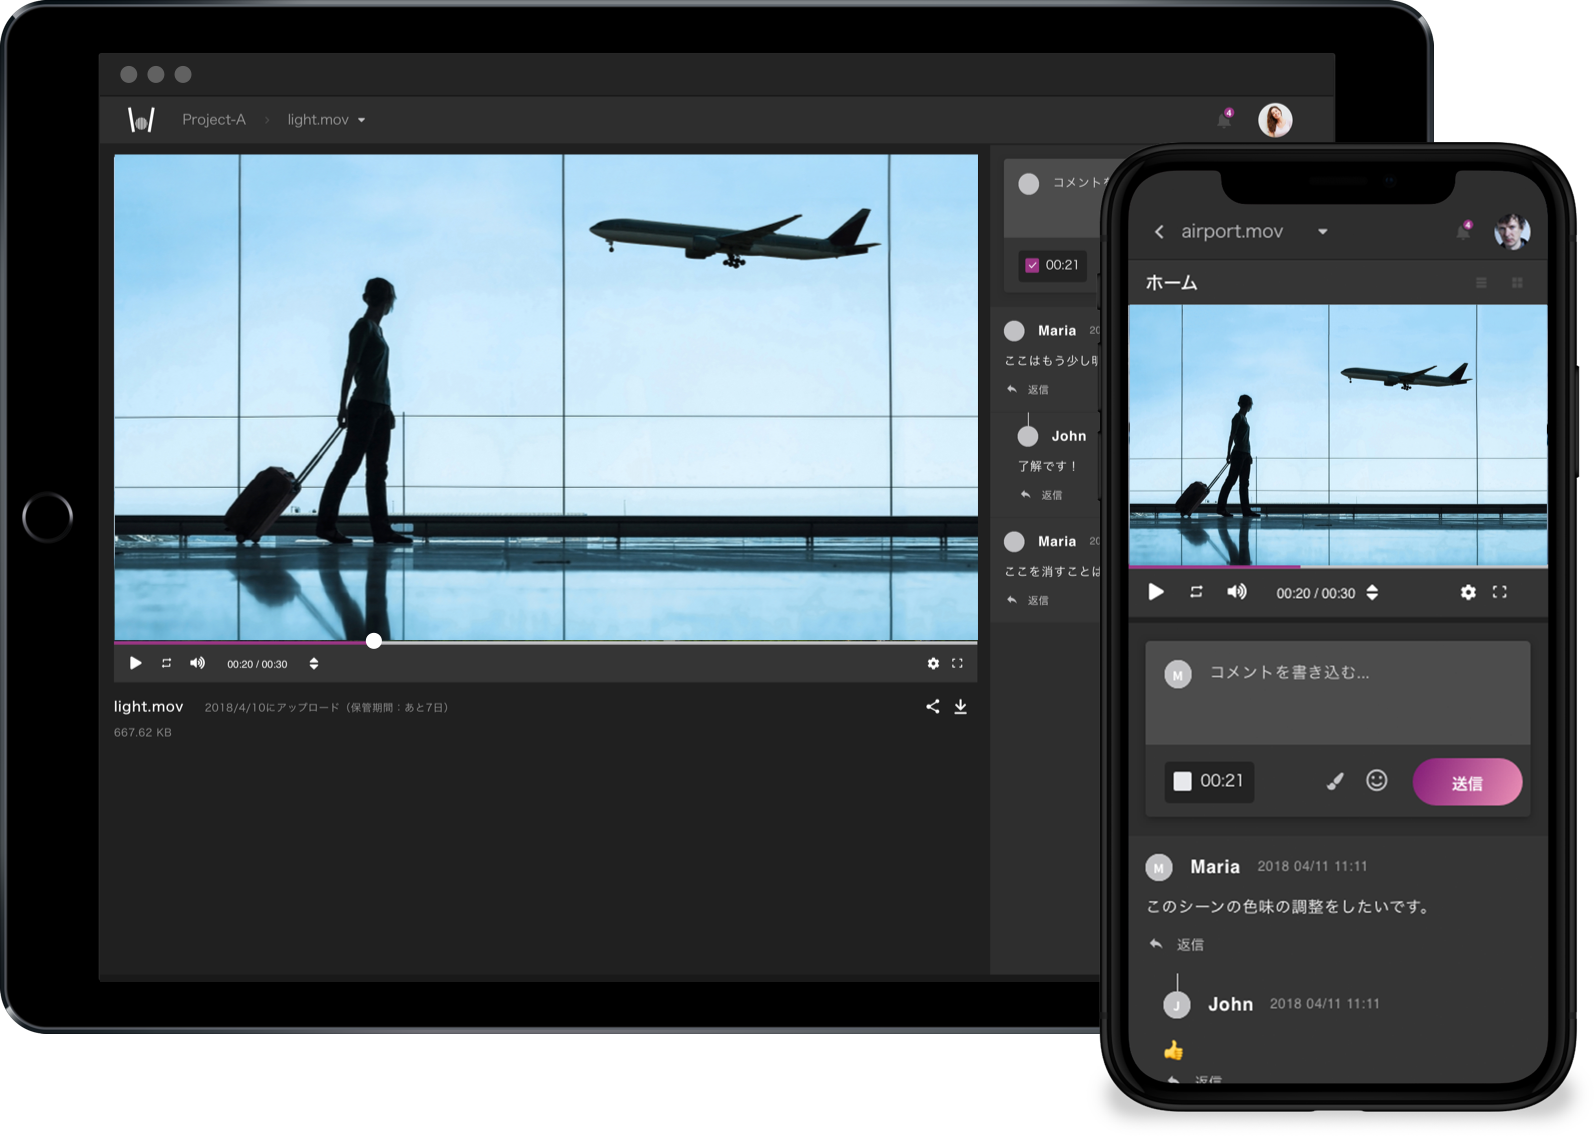 Project-A
light.mov
4
コメントを
00:21
Maria 20
ここはもう少し明
返信
John
了解です！
返信
Maria 20
ここを消すことは
返信
00:20 / 00:30
light.mov
2018/4/10にアップロード（保管期間：あと7日）
667.62 KB
airport.mov
4
ホーム
00:20 / 00:30
M
コメントを書き込む...
00:21
送信
M
Maria 2018 04/11 11:11
このシーンの色味の調整をしたいです。
返信
J
John 2018 04/11 11:11
返信